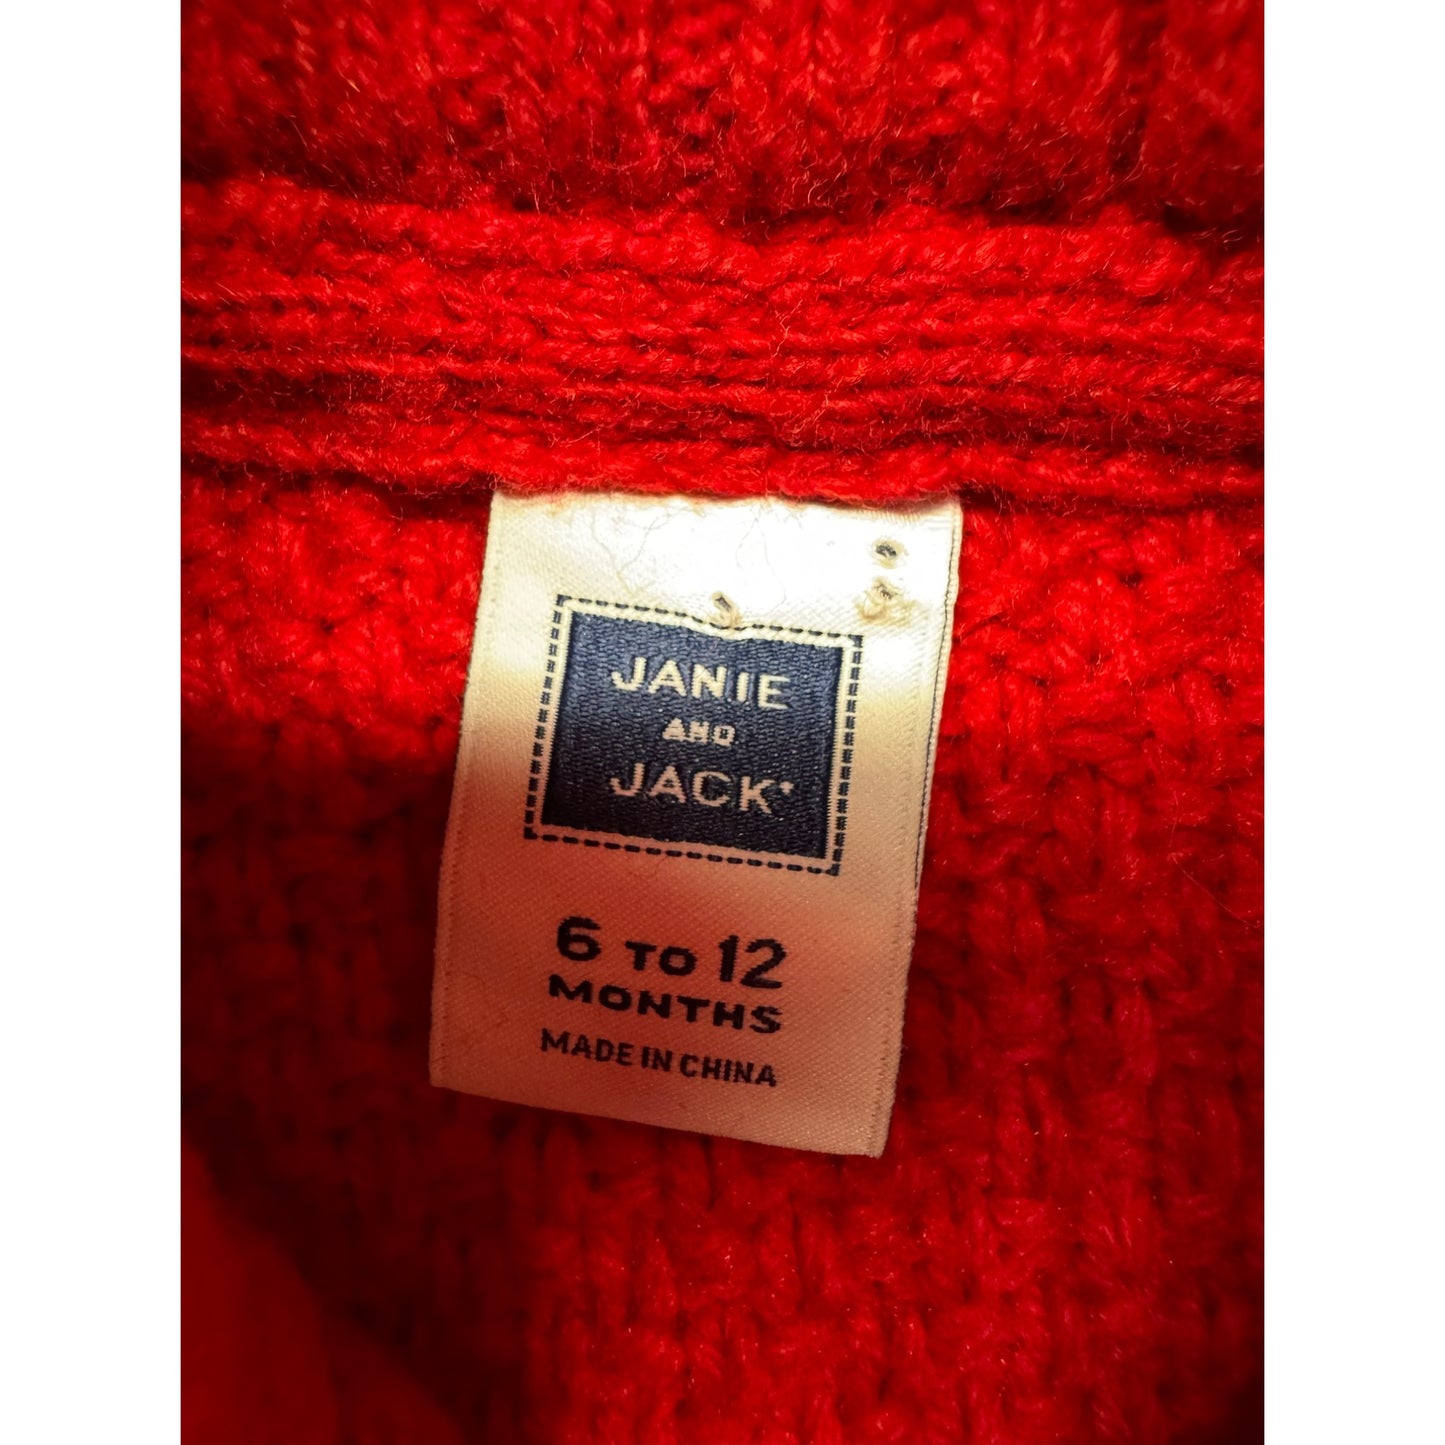 JANIE
AND
JACK
6 TO 12
MONTHS
MADE IN CHINA